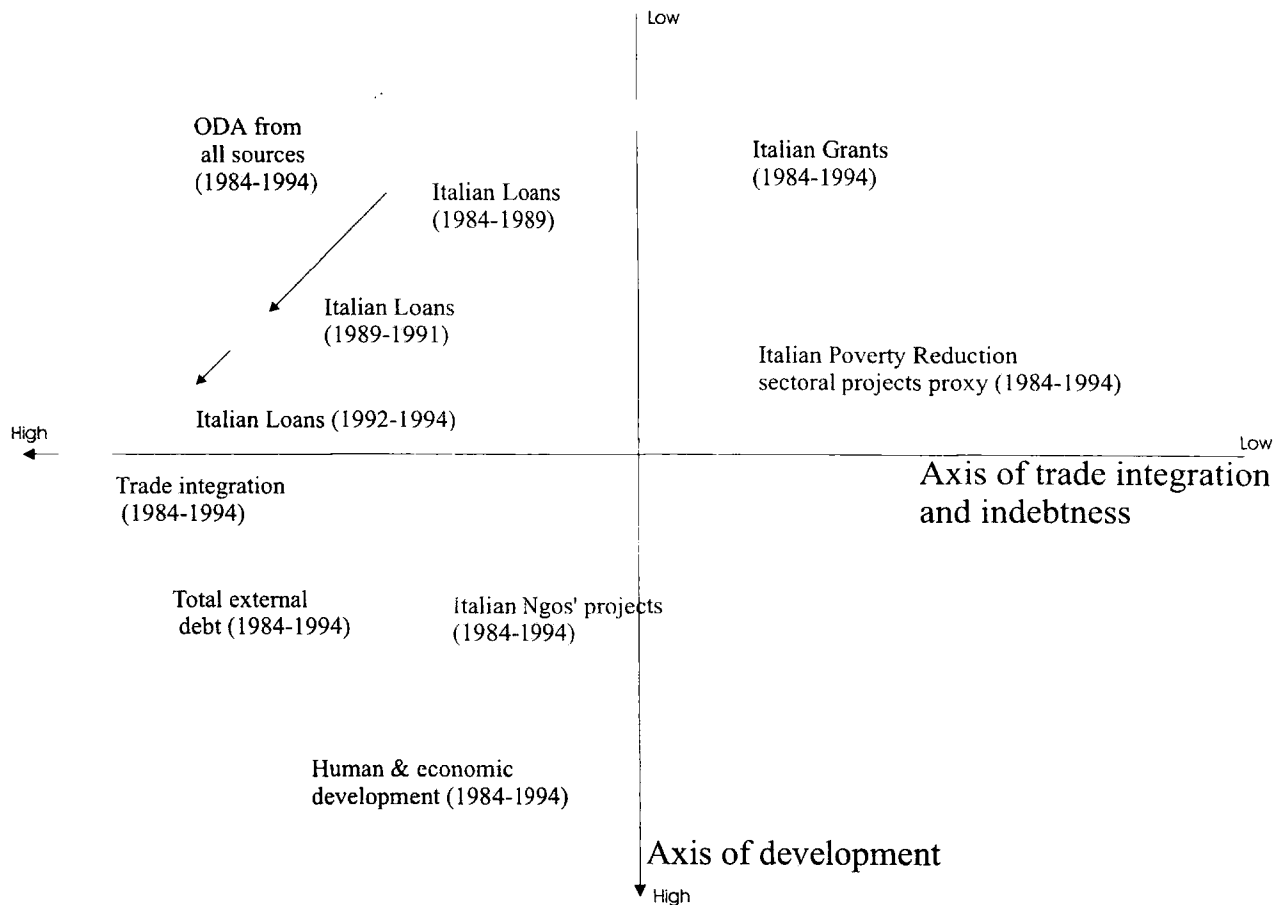 Low
ODA from
all sources
(1984-1994)
Italian Grants
(1984-1994)
Italian Loans
(1984-1989)
Italian Loans
(1989-1991)
Italian Poverty Reduction
sectoral projects proxy (1984-1994)
Italian Loans (1992-1994)
High
Low
Axis of trade integration
and indebtness
Trade integration
(1984-1994)
Total external
debt (1984-1994)
Italian Ngos' projects
(1984-1994)
Human & economic
development (1984-1994)
Axis of development
High